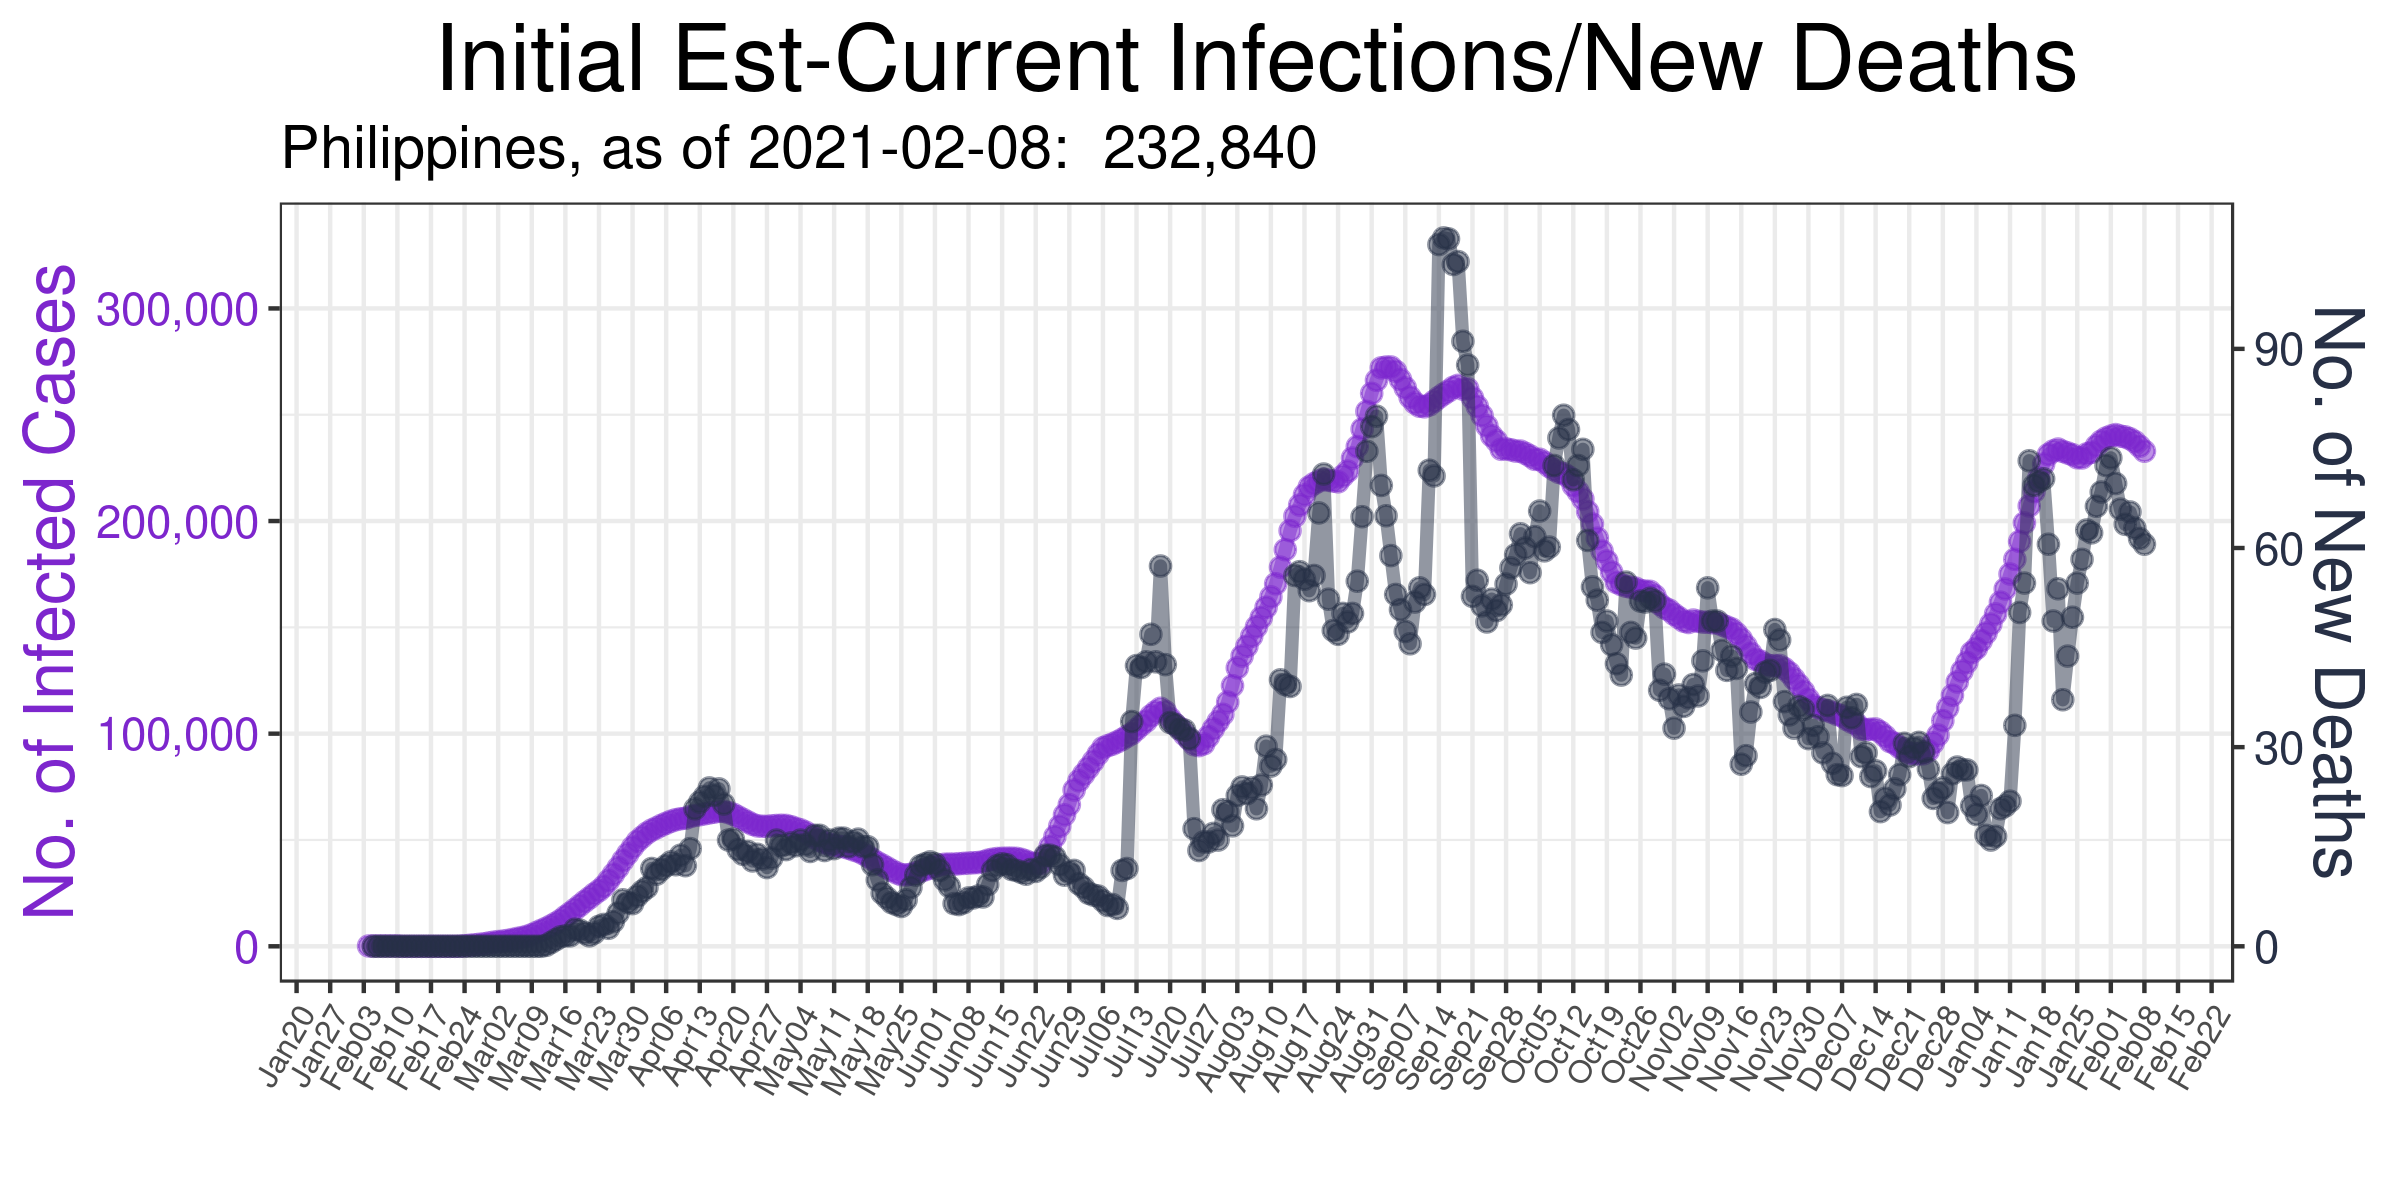 Initial Est-Current Infections/New Deaths
Philippines, as of 2021-02-08:  232,840
No. of Infected Cases
300,000
200,000
100,000
0
90
60
30
0
No. of New Deaths
Jan20
Jan27
Feb03
Feb10
Feb17
Feb24
Mar02
Mar09
Mar16
Mar23
Mar30
Apr06
Apr13
Apr20
Apr27
May04
May11
May18
May25
Jun01
Jun08
Jun15
Jun22
Jun29
Jul06
Jul13
Jul20
Jul27
Aug03
Aug10
Aug17
Aug24
Aug31
Sep07
Sep14
Sep21
Sep28
Oct05
Oct12
Oct19
Oct26
Nov02
Nov09
Nov16
Nov23
Nov30
Dec07
Dec14
Dec21
Dec28
Jan04
Jan11
Jan18
Jan25
Feb01
Feb08
Feb15
Feb22